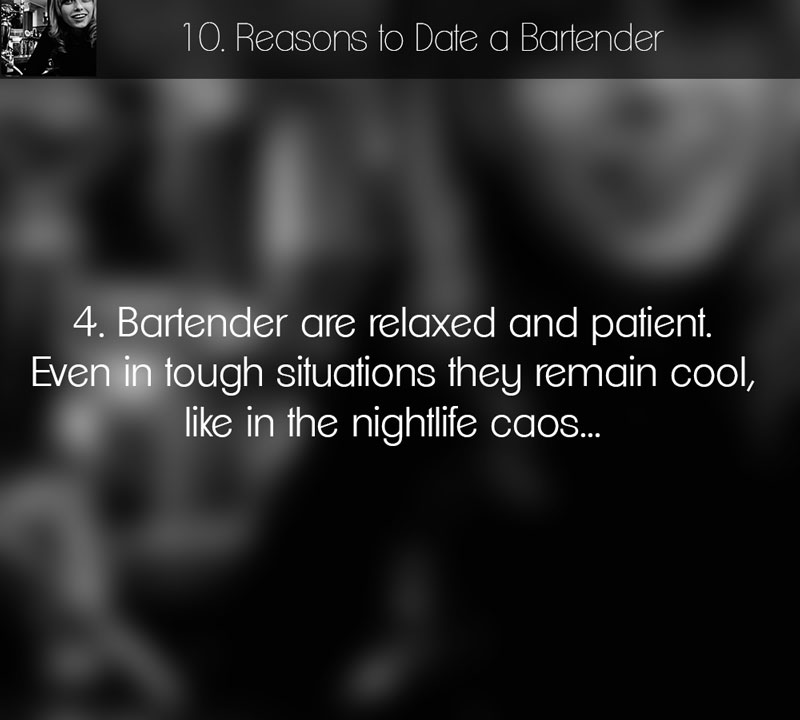 10. Reasons to Date a Bartender
4. Bartender are relaxed and patient.
Even in tough situations they remain cool,
like in the nightlife caos...